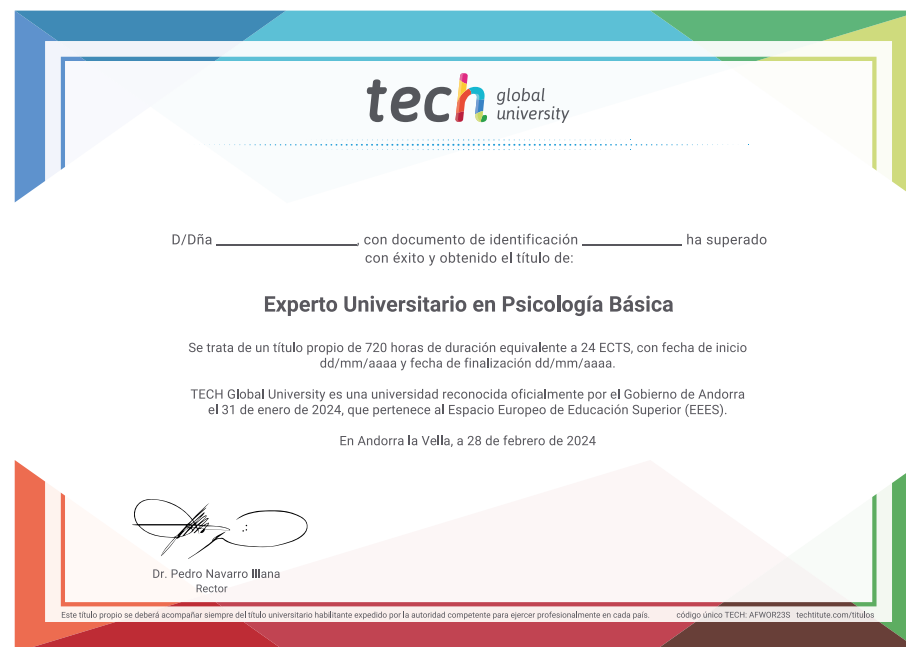 tech global university
D/Dña ____________, con documento de identificación ____________ ha superado
con éxito y obtenido el título de:
Experto Universitario en Psicología Básica
Se trata de un título propio de 720 horas de duración equivalente a 24 ECTS, con fecha de inicio
dd/mm/aaaa y fecha de finalización dd/mm/aaaa.
TECH Global University es una universidad reconocida oficialmente por el Gobierno de Andorra
el 31 de enero de 2024, que pertenece al Espacio Europeo de Educación Superior (EEES).
En Andorra la Vella, a 28 de febrero de 2024
Dr. Pedro Navarro Illana
Rector
Este título propio se deberá acompañar siempre del título universitario habilitante expedido por la autoridad competente para ejercer profesionalmente en cada país. código único TECH: AFWOR23S techtitute.com/titulos